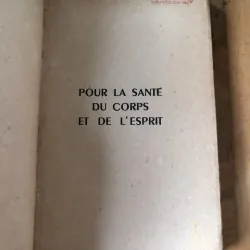 POUR LA SANTÉ
DU CORPS
ET DE L'ESPRIT